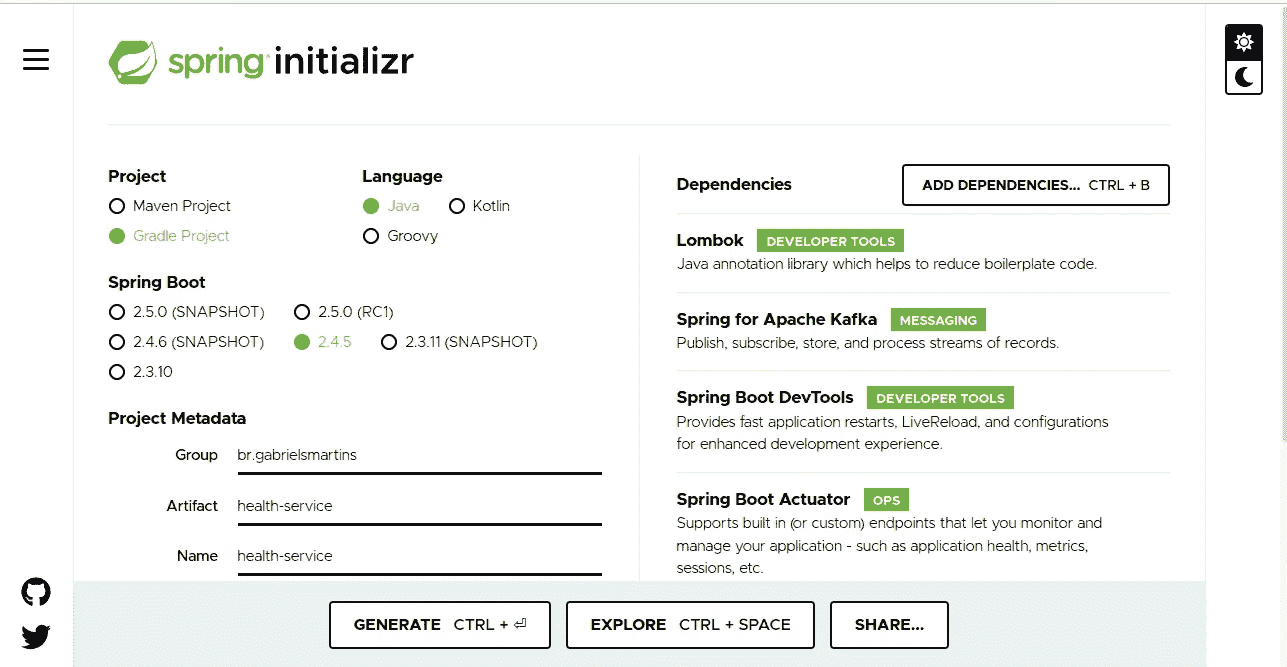 spring initializr
Project
Maven Project
Gradle Project
Language
Java
Kotlin
Groovy
Spring Boot
2.5.0 (SNAPSHOT)
2.5.0 (RC1)
2.4.6 (SNAPSHOT)
2.4.5
2.3.11 (SNAPSHOT)
2.3.10
Project Metadata
Group br.gabrielsmartins
Artifact health-service
Name health-service
Dependencies
ADD DEPENDENCIES... CTRL + B
Lombok DEVELOPER TOOLS
Java annotation library which helps to reduce boilerplate code.
Spring for Apache Kafka MESSAGING
Publish, subscribe, store, and process streams of records.
Spring Boot DevTools DEVELOPER TOOLS
Provides fast application restarts, LiveReload, and configurations
for enhanced development experience.
Spring Boot Actuator OPS
Supports built in (or custom) endpoints that let you monitor and
manage your application - such as application health, metrics,
sessions, etc.
GENERATE CTRL + ⏎
EXPLORE CTRL + SPACE
SHARE...